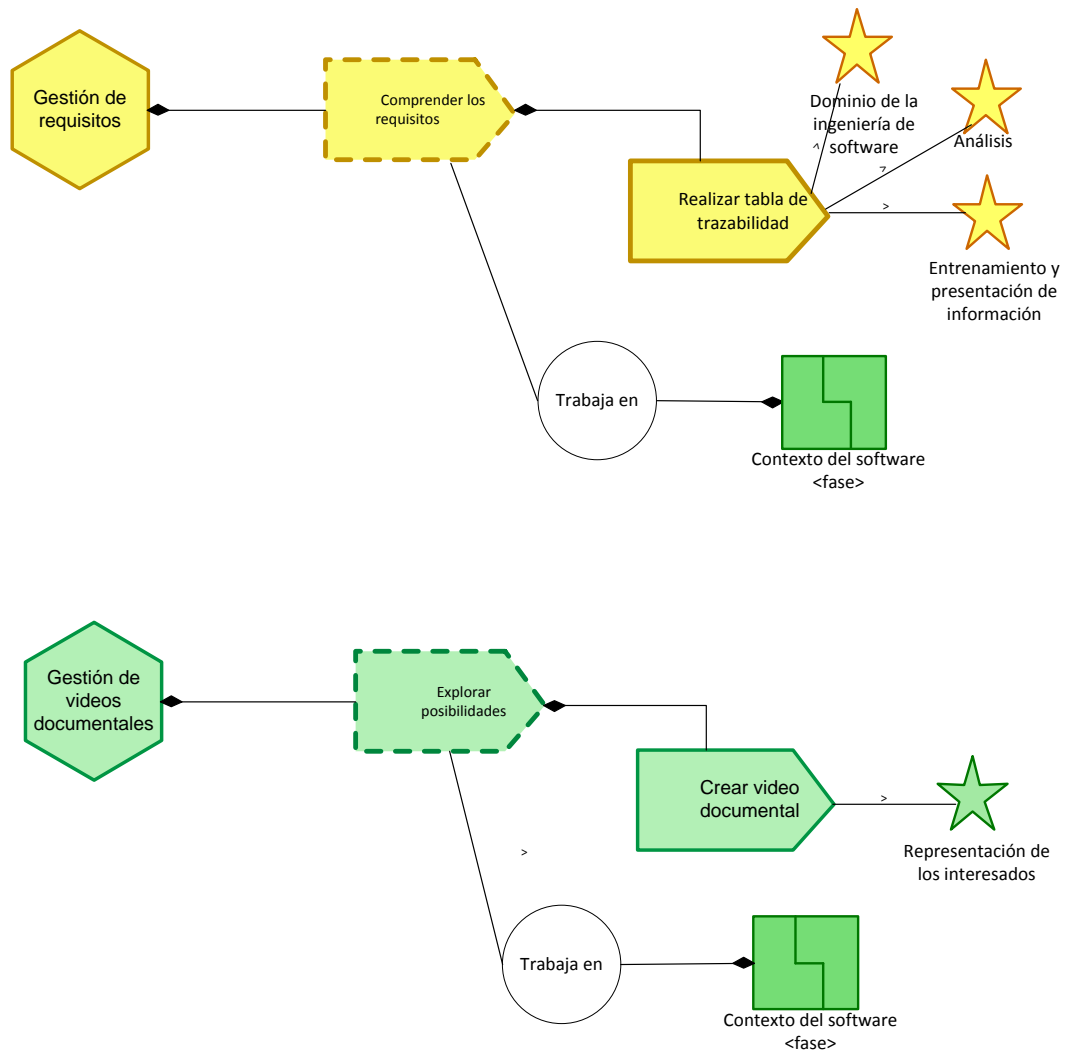 Gestión de
requisitos
Comprender los
requisitos
Dominio de la
ingeniería de
software
Análisis
Realizar tabla de
trazabilidad
>
>
>
Entrenamiento y
presentación de
información
Trabaja en
Contexto del software
<fase>
Gestión de
videos
documentales
Explorar
posibilidades
Crear video
documental
>
Representación de
los interesados
>
Trabaja en
Contexto del software
<fase>